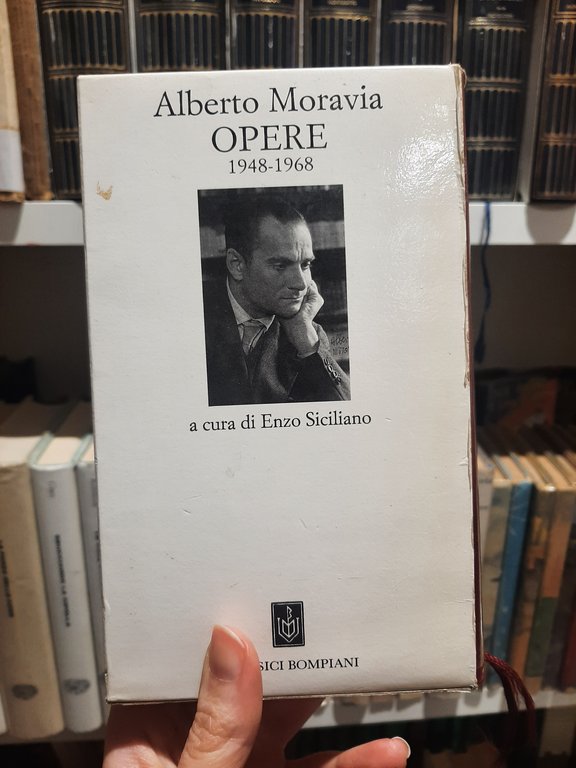 Alberto Moravia
OPERE
1948-1968
a cura di Enzo Siciliano
SICI BOMPIANI